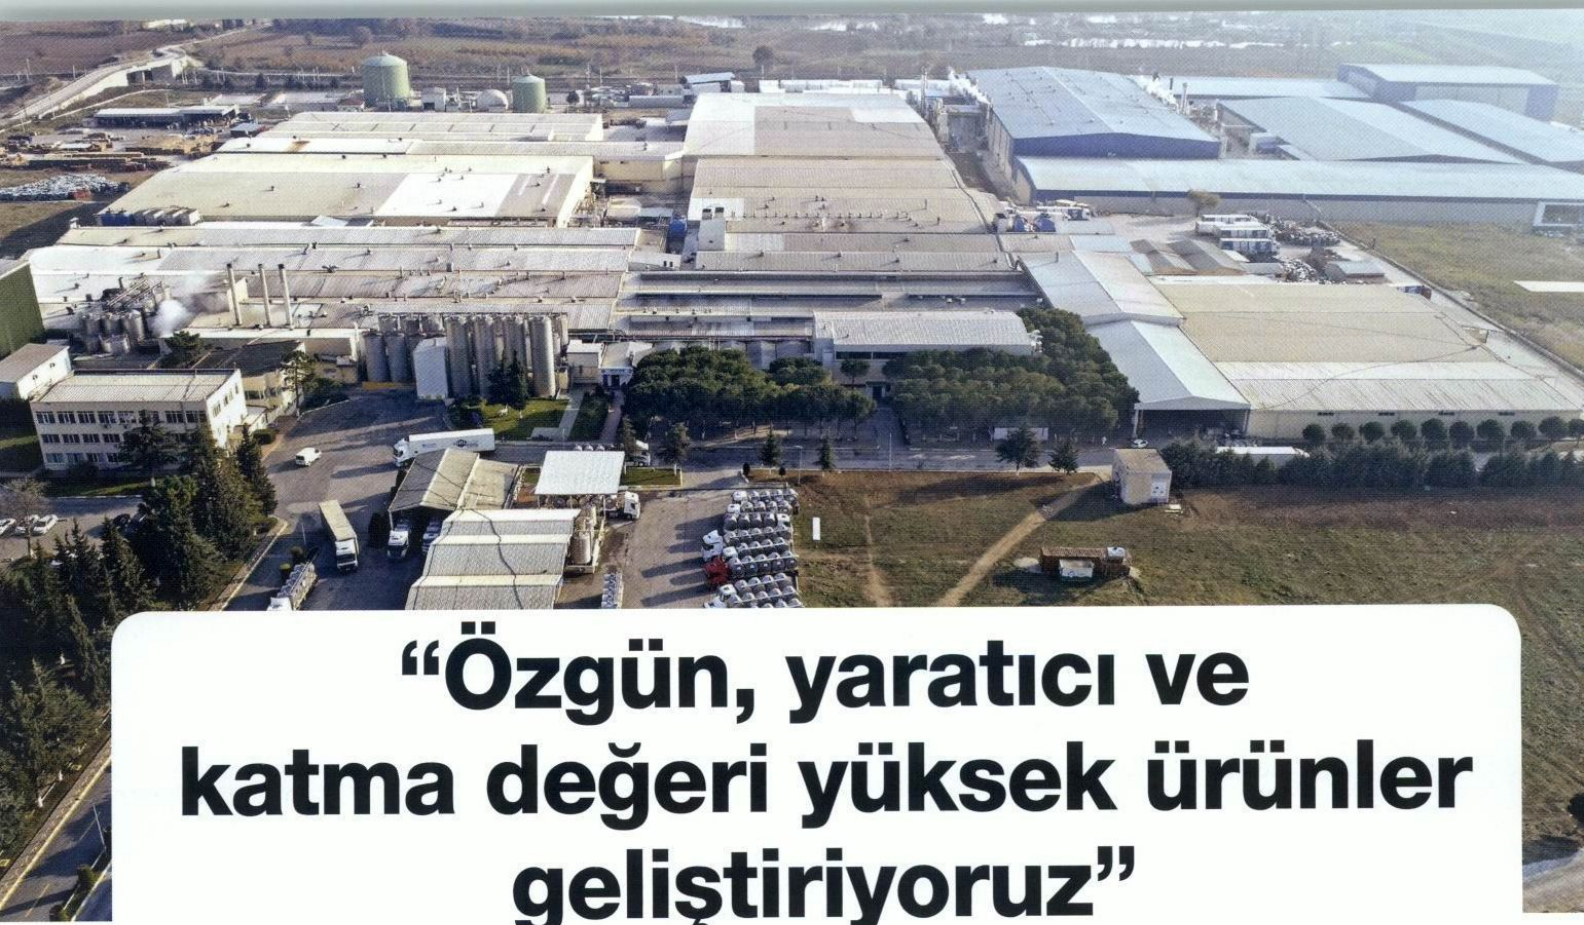 “Özgün, yaratıcı ve
katma değeri yüksek ürünler
geliştiriyoruz”